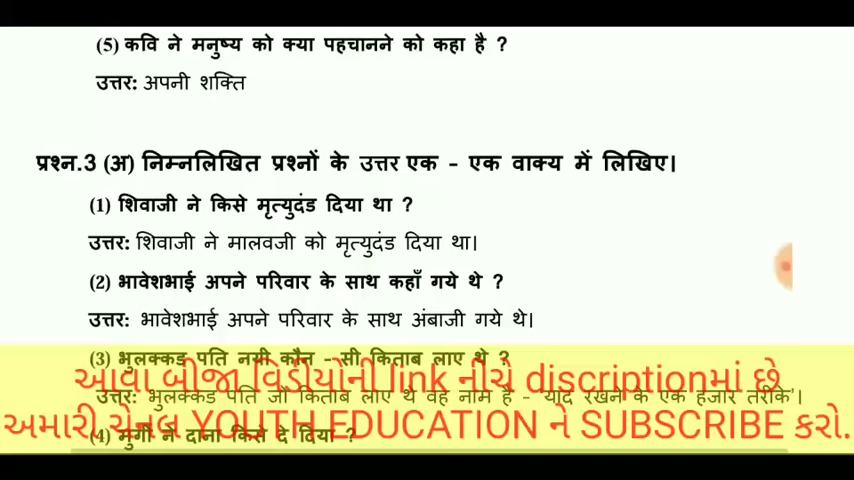 (5) कवि ने मनुष्य को क्या पहचानने को कहा है ?
उत्तर: अपनी शक्ति
प्रश्न.3 (अ) निम्नलिखित प्रश्नों के उत्तर एक - एक वाक्य में लिखिए।
(1) शिवाजी ने किसे मृत्युदंड दिया था ?
उत्तर: शिवाजी ने मालवजी को मृत्युदंड दिया था।
(2) भावेशभाई अपने परिवार के साथ कहाँ गये थे ?
उत्तर: भावेशभाई अपने परिवार के साथ अंबाजी गये थे।
(3) भुलक्कड पति नयी कौन - सी किताब लाए थे ?
આવા બીજા વિડીયોની link નીચે discriptionમાં છે
उत्तर: भुलक्कड पति जो किताब लाए थे वह नाम है - 'याद रखने के एक हजार तरीके'।
અમારી ચેનલ YOUTH EDUCATION ને SUBSCRIBE કરો.
(4) मुर्गी ने दाना किसे दे दिया ?